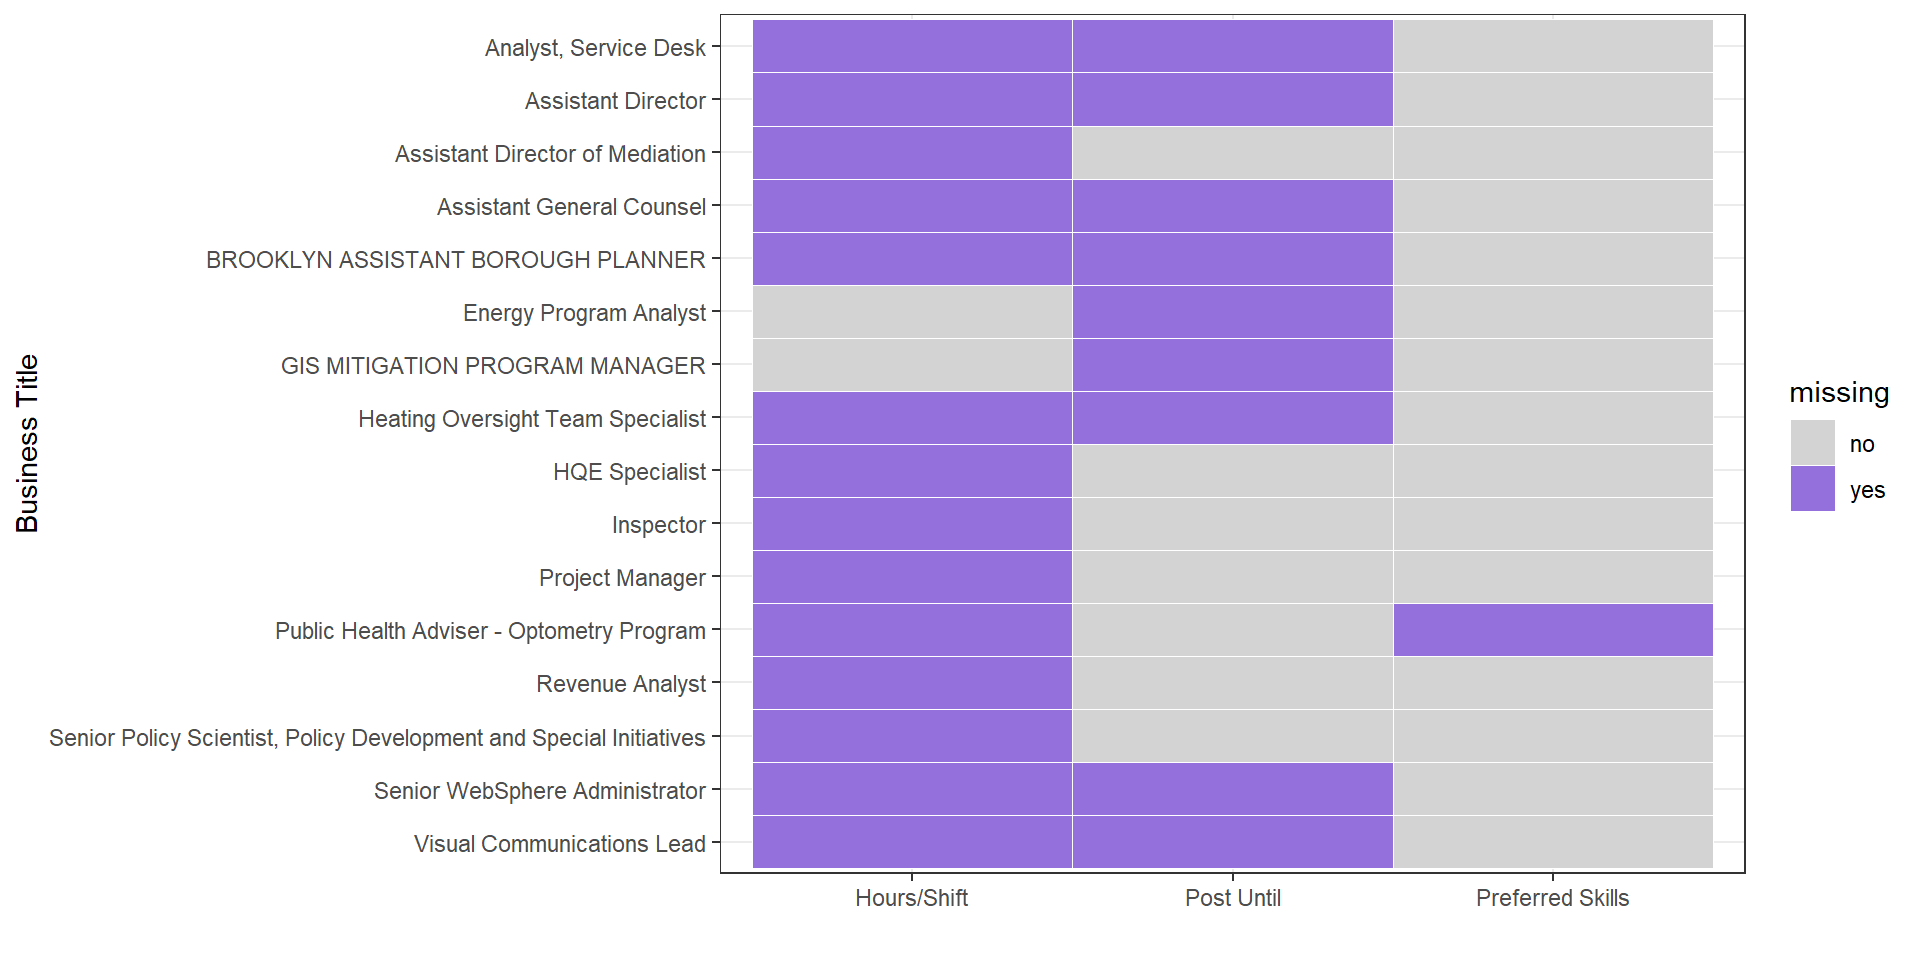 Analyst, Service Desk
Assistant Director
Assistant Director of Mediation
Assistant General Counsel
BROOKLYN ASSISTANT BOROUGH PLANNER
Energy Program Analyst
GIS MITIGATION PROGRAM MANAGER
Heating Oversight Team Specialist
HQE Specialist
Inspector
Project Manager
Public Health Adviser - Optometry Program
Revenue Analyst
Senior Policy Scientist, Policy Development and Special Initiatives
Senior WebSphere Administrator
Visual Communications Lead
Business Title
Hours/Shift
Post Until
Preferred Skills
missing
no
yes